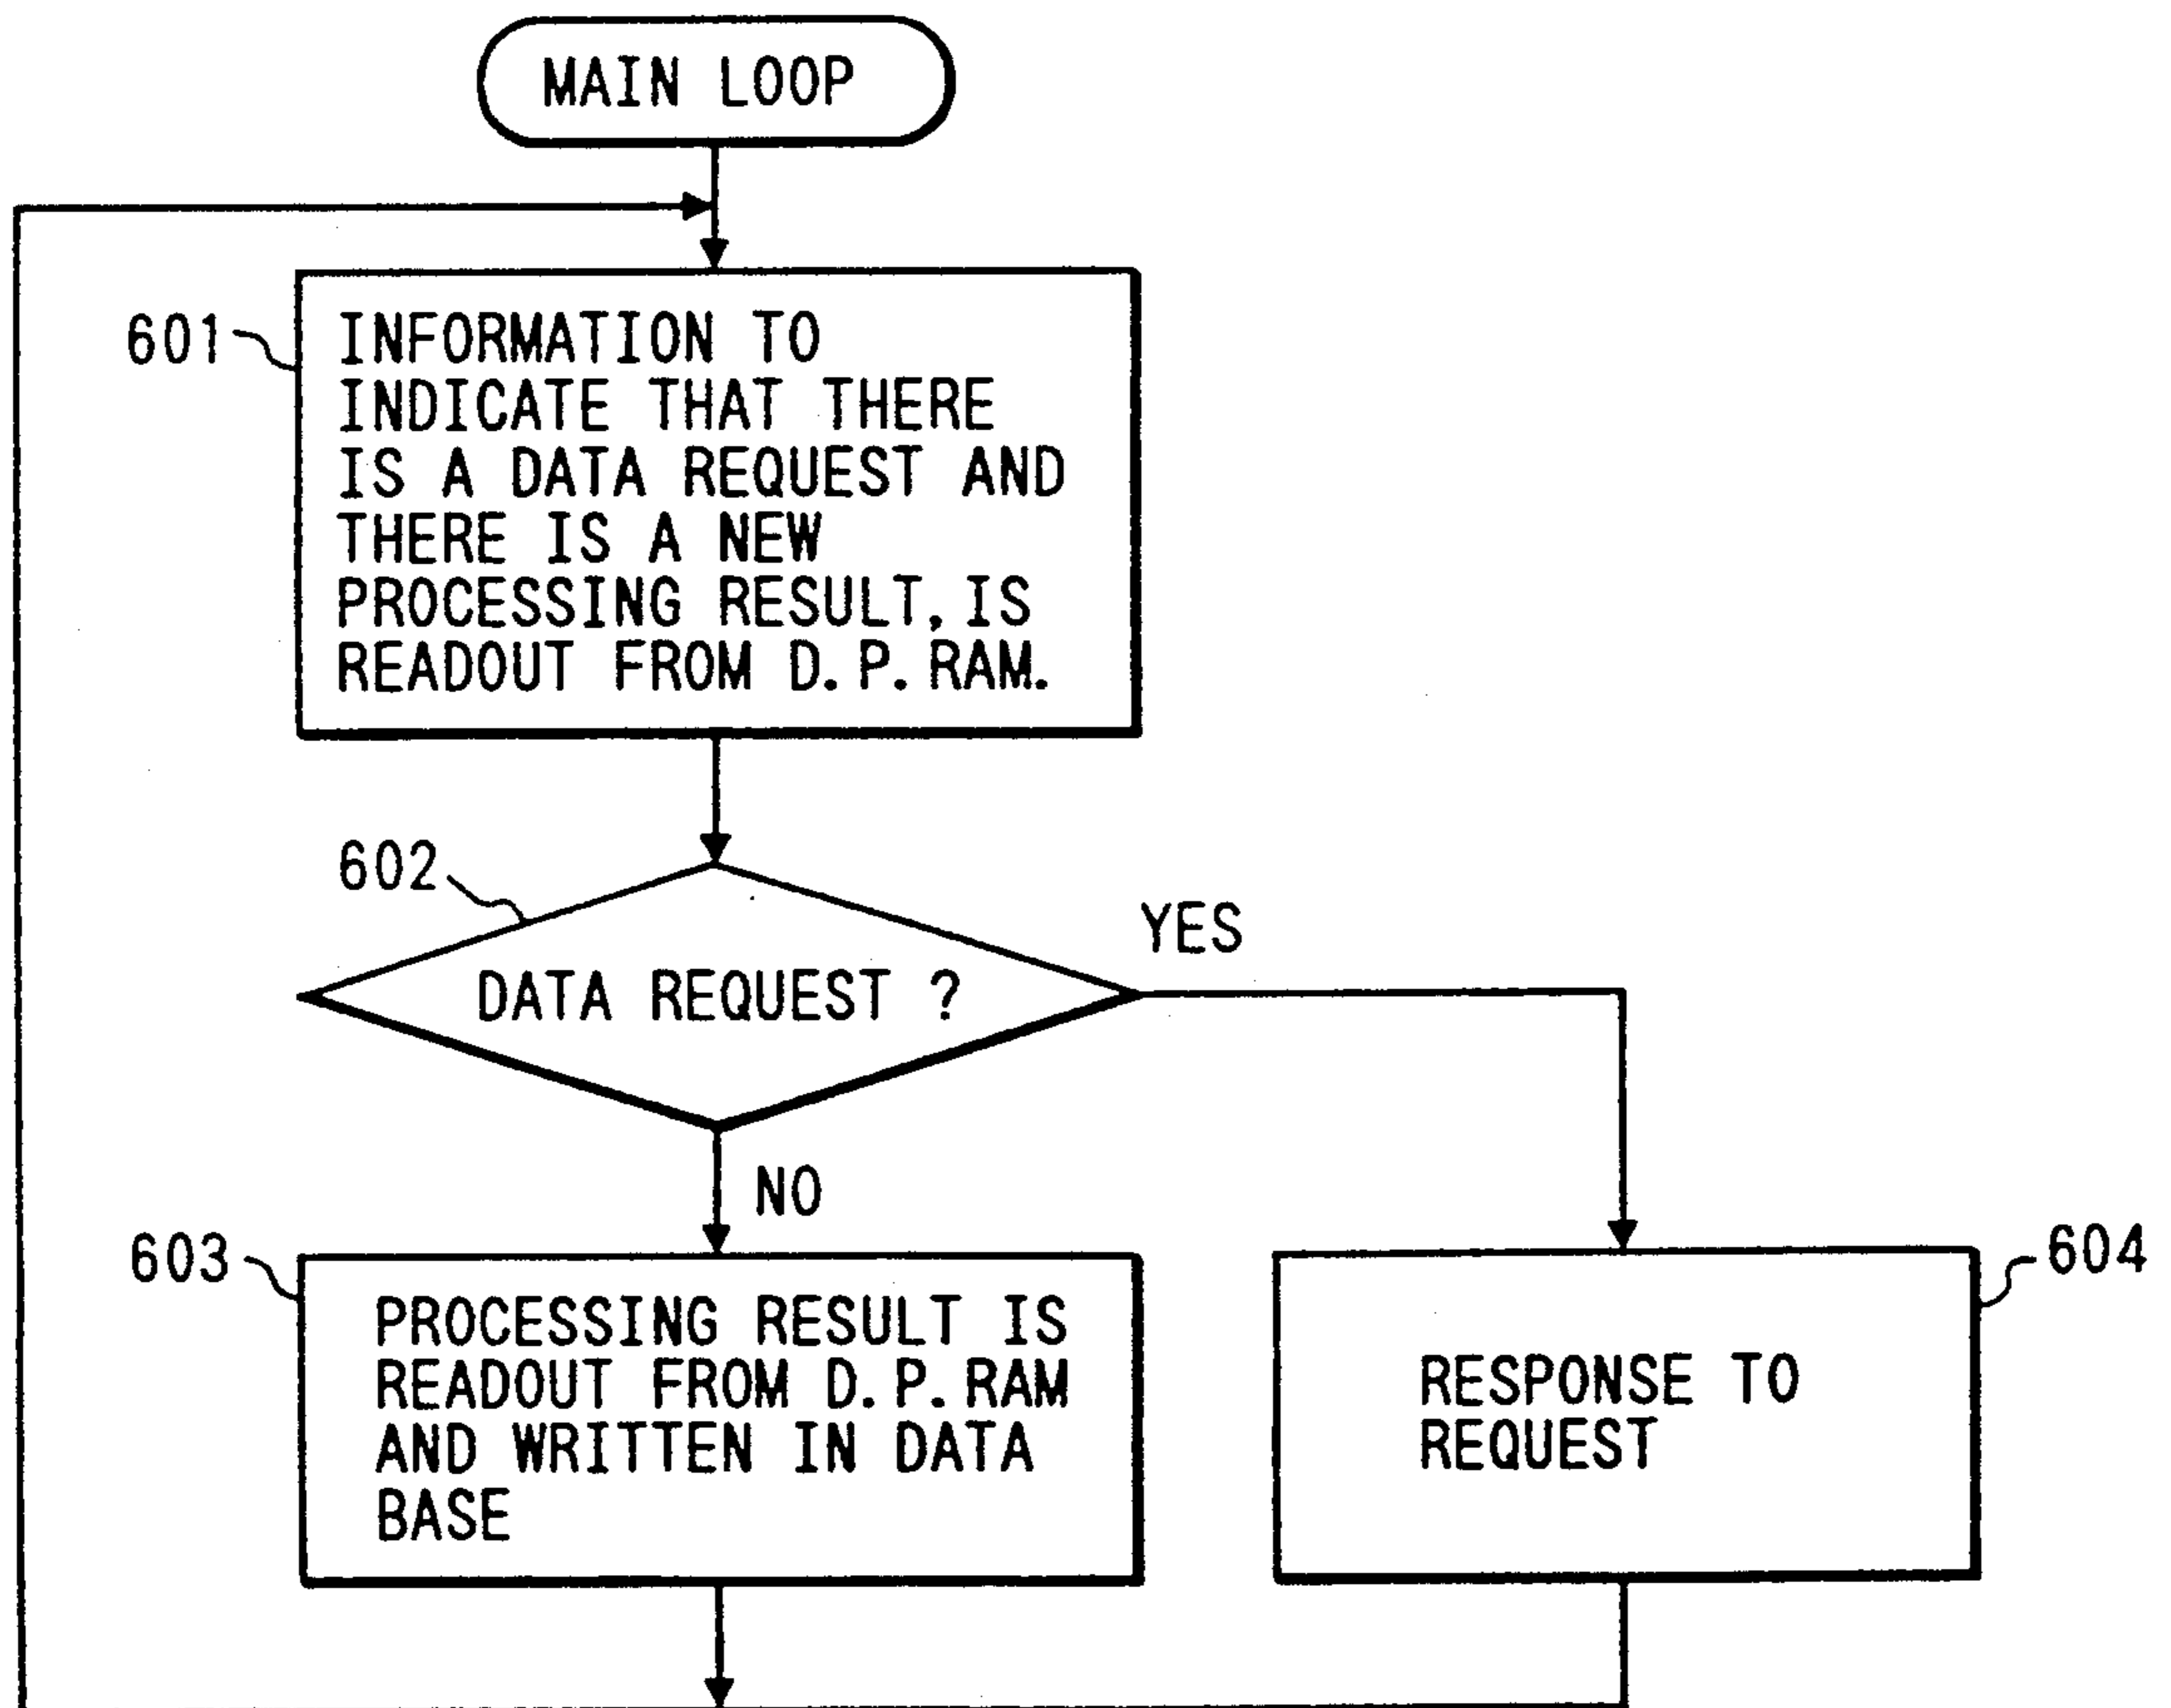 MAIN LOOP
601
INFORMATION TO
INDICATE THAT THERE
IS A DATA REQUEST AND
THERE IS A NEW
PROCESSING RESULT, IS
READOUT FROM D.P.RAM.
602
DATA REQUEST ?
YES
NO
603
PROCESSING RESULT IS
READOUT FROM D.P.RAM
AND WRITTEN IN DATA
BASE
604
RESPONSE TO
REQUEST